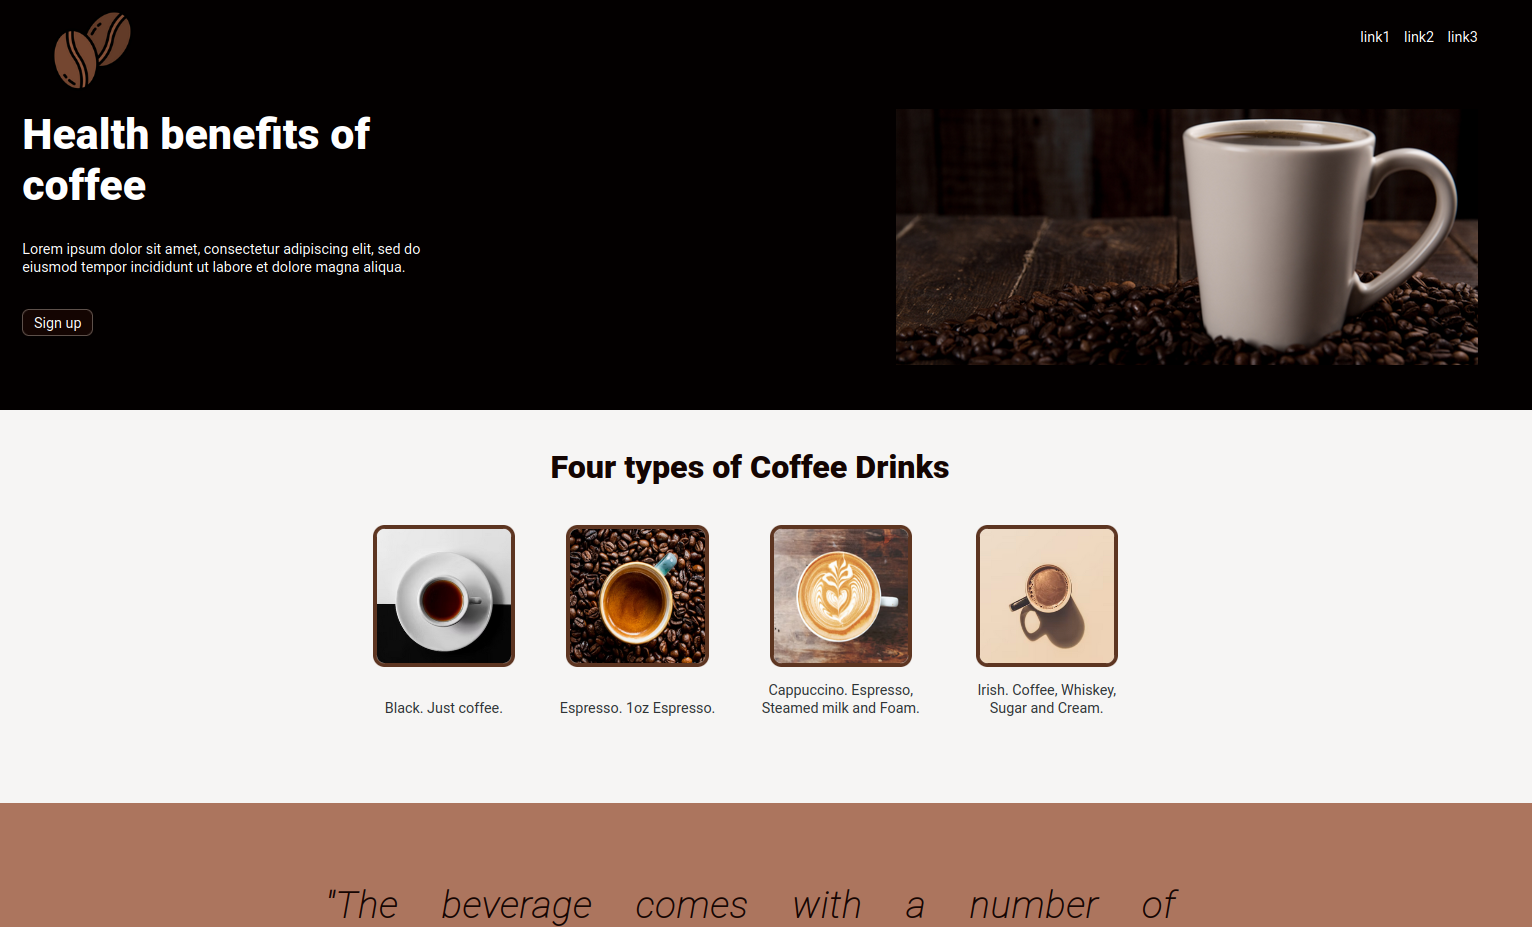 link1 link2 link3
Health benefits of
coffee
Lorem ipsum dolor sit amet, consectetur adipiscing elit, sed do
eiusmod tempor incididunt ut labore et dolore magna aliqua.
Sign up
Four types of Coffee Drinks
Black. Just coffee.
Espresso. 1oz Espresso.
Cappuccino. Espresso,
Steamed milk and Foam.
Irish. Coffee, Whiskey,
Sugar and Cream.
"The beverage comes with a number of